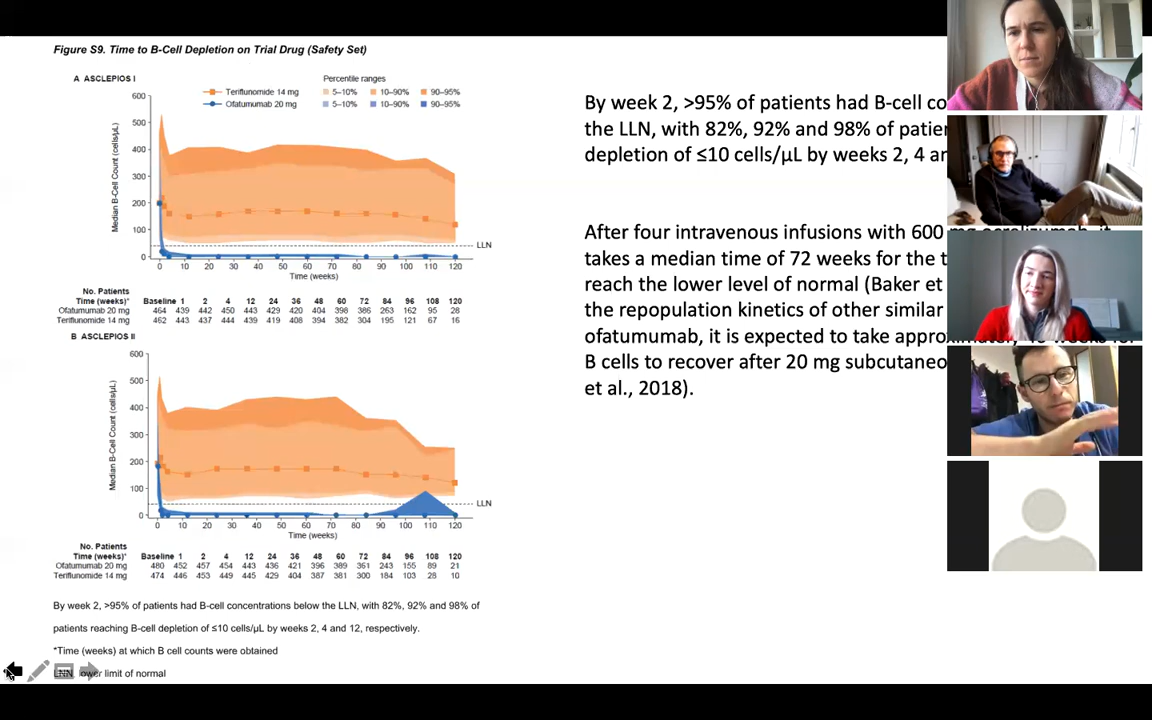 Figure S9. Time to B-Cell Depletion on Trial Drug (Safety Set)
A ASCLEPIOS I
Teriflunomide 14 mg
Ofatumumab 20 mg
Percentile ranges
5–10% 10–90% 90–95%
5–10% 10–90% 90–95%
Median B-Cell Count (cells/μL)
600
500
400
300
200
100
0
LLN
0 10 20 30 40 50 60 70 80 90 100 110 120
Time (weeks)
No. Patients
Time (weeks)* Baseline 1 2 4 12 24 36 48 60 72 84 96 108 120
Ofatumumab 20 mg 464 439 442 450 443 429 420 404 398 386 263 162 95 28
Teriflunomide 14 mg 462 443 437 444 439 419 408 394 382 304 195 121 67 16
B ASCLEPIOS II
Median B-Cell Count (cells/μL)
600
500
400
300
200
100
0
LLN
0 10 20 30 40 50 60 70 80 90 100 110 120
Time (weeks)
No. Patients
Time (weeks)* Baseline 1 2 4 12 24 36 48 60 72 84 96 108 120
Ofatumumab 20 mg 480 452 457 454 443 436 421 396 389 361 243 155 89 21
Teriflunomide 14 mg 474 446 453 449 445 429 404 387 381 300 184 103 28 10
By week 2, >95% of patients had B-cell concentrations below the LLN, with 82%, 92% and 98% of
patients reaching B-cell depletion of ≤10 cells/μL by weeks 2, 4 and 12, respectively.
*Time (weeks) at which B cell counts were obtained
lower limit of normal
By week 2, >95% of patients had B-cell
the LLN, with 82%, 92% and 98% of
depletion of ≤10 cells/μL by weeks 2, 4
After four intravenous infusions with 600 mg
takes a median time of 72 weeks for the
reach the lower level of normal (Baker et
the repopulation kinetics of other similar
ofatumumab, it is expected to take
B cells to recover after 20 mg
et al., 2018).